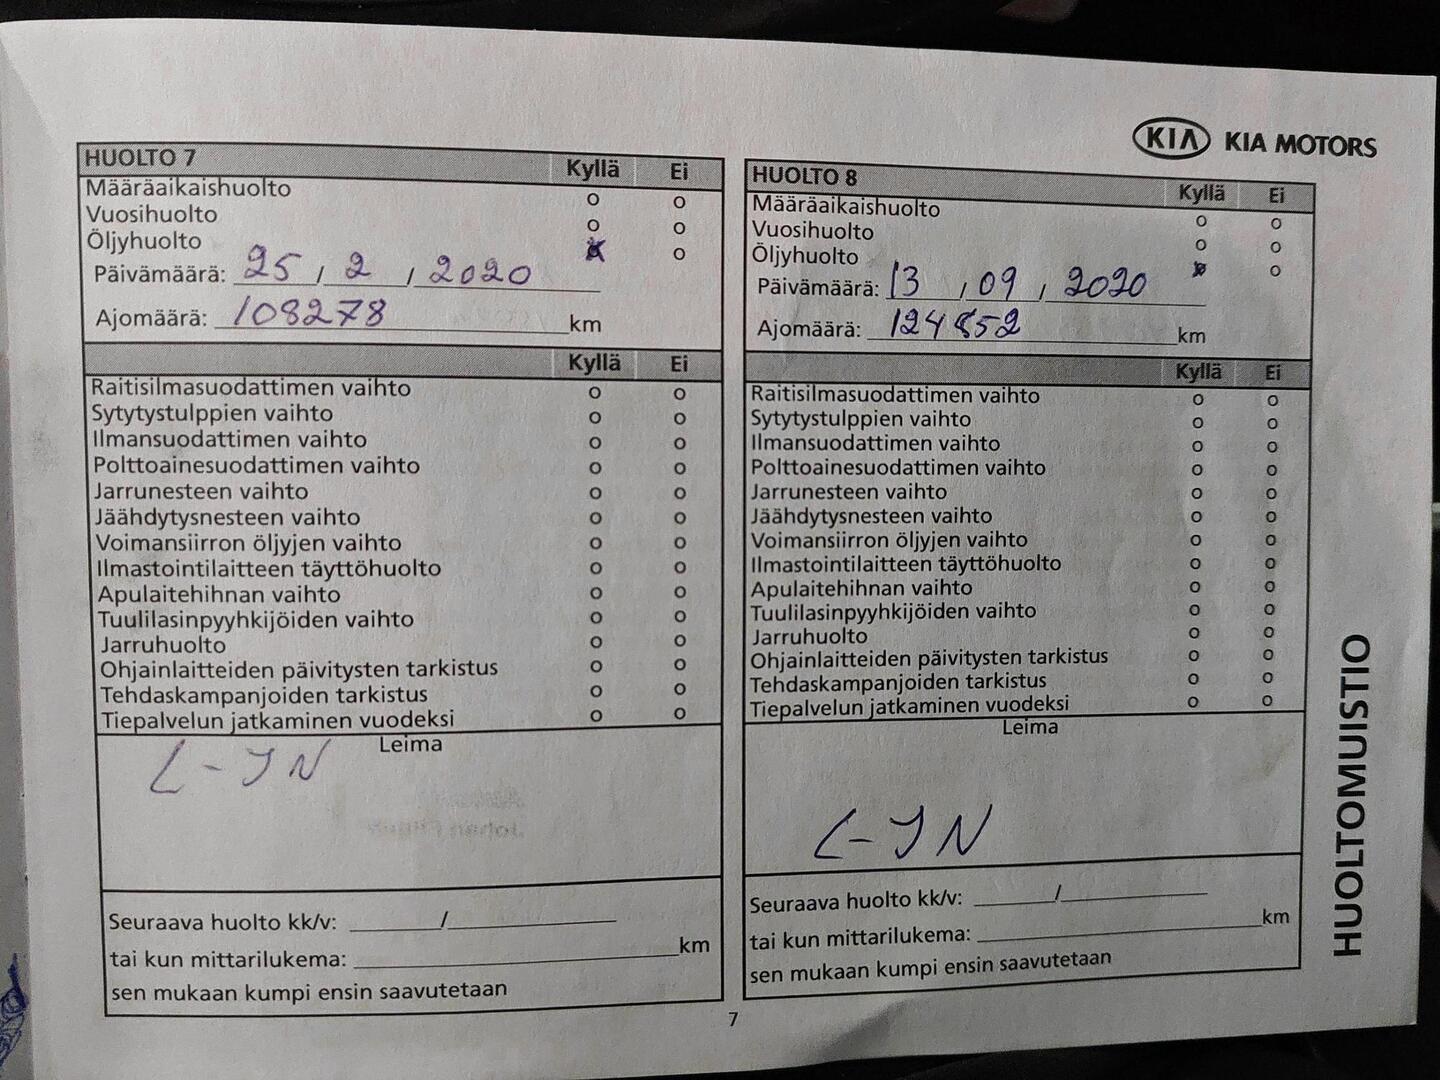 KIA KIA MOTORS
HUOLTO 7 Kyllä Ei
Määräaikaishuolto o o
Vuosihuolto o o
Öljyhuolto x o
Päivämäärä: 25 / 2 / 2020
Ajomäärä: 108278 km
Kyllä Ei
Raitisilmasuodattimen vaihto o o
Sytytystulppien vaihto o o
Ilmansuodattimen vaihto o o
Polttoainesuodattimen vaihto o o
Jarrunesteen vaihto o o
Jäähdytysnesteen vaihto o o
Voimansiirron öljyjen vaihto o o
Ilmastointilaitteen täyttöhuolto o o
Apulaitehihnan vaihto o o
Tuulilasinpyyhkijöiden vaihto o o
Jarruhuolto o o
Ohjainlaitteiden päivitysten tarkistus o o
Tehdaskampanjoiden tarkistus o o
Tiepalvelun jatkaminen vuodeksi o o
Leima
L-JN
Seuraava huolto kk/v: /
tai kun mittarilukema: km
sen mukaan kumpi ensin saavutetaan
HUOLTO 8 Kyllä Ei
Määräaikaishuolto o o
Vuosihuolto o o
Öljyhuolto x o
Päivämäärä: 13 / 09 / 2020
Ajomäärä: 124852 km
Kyllä Ei
Raitisilmasuodattimen vaihto o o
Sytytystulppien vaihto o o
Ilmansuodattimen vaihto o o
Polttoainesuodattimen vaihto o o
Jarrunesteen vaihto o o
Jäähdytysnesteen vaihto o o
Voimansiirron öljyjen vaihto o o
Ilmastointilaitteen täyttöhuolto o o
Apulaitehihnan vaihto o o
Tuulilasinpyyhkijöiden vaihto o o
Jarruhuolto o o
Ohjainlaitteiden päivitysten tarkistus o o
Tehdaskampanjoiden tarkistus o o
Tiepalvelun jatkaminen vuodeksi o o
Leima
L-JN
Seuraava huolto kk/v: /
tai kun mittarilukema: km
sen mukaan kumpi ensin saavutetaan
HUOLTOMUISTIO
7